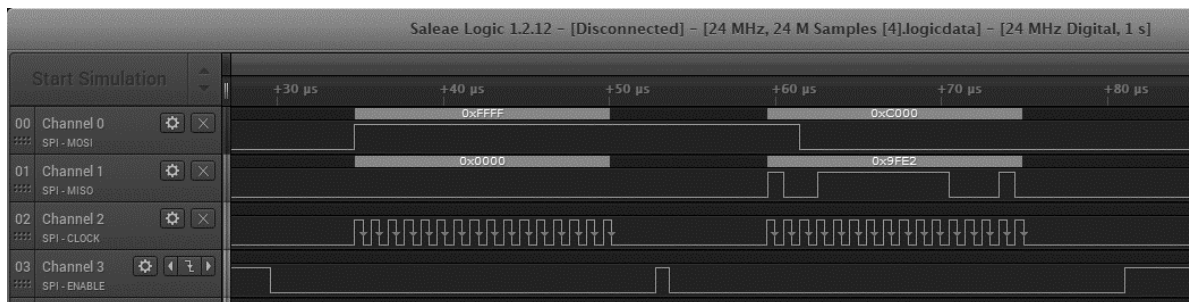 Saleae Logic 1.2.12 – [Disconnected] – [24 MHz, 24 M Samples [4].logicdata] – [24 MHz Digital, 1 s]
Start Simulation
+30 µs +40 µs +50 µs +60 µs +70 µs +80 µs
00 Channel 0 0xFFFF 0xC000
SPI - MOSI
01 Channel 1 0x0000 0x9FE2
SPI - MISO
02 Channel 2
SPI - CLOCK
03 Channel 3
SPI - ENABLE